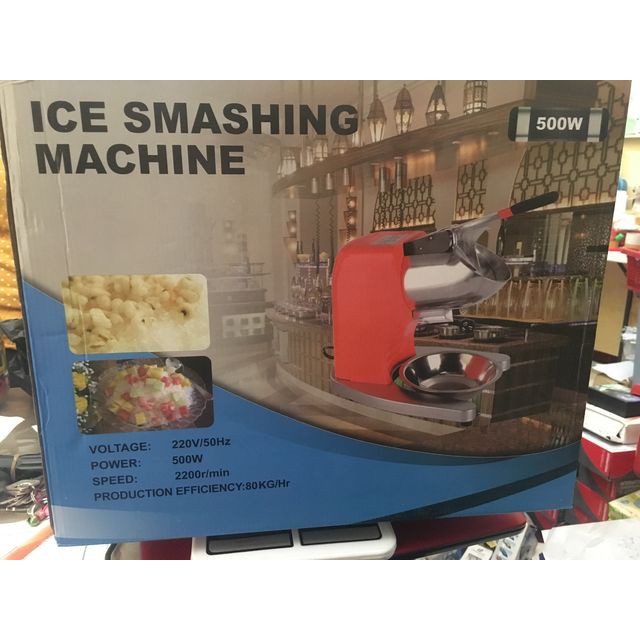 ICE SMASHING
MACHINE
500W
VOLTAGE: 220V/50Hz
POWER: 500W
SPEED: 2200r/min
PRODUCTION EFFICIENCY:80KG/Hr